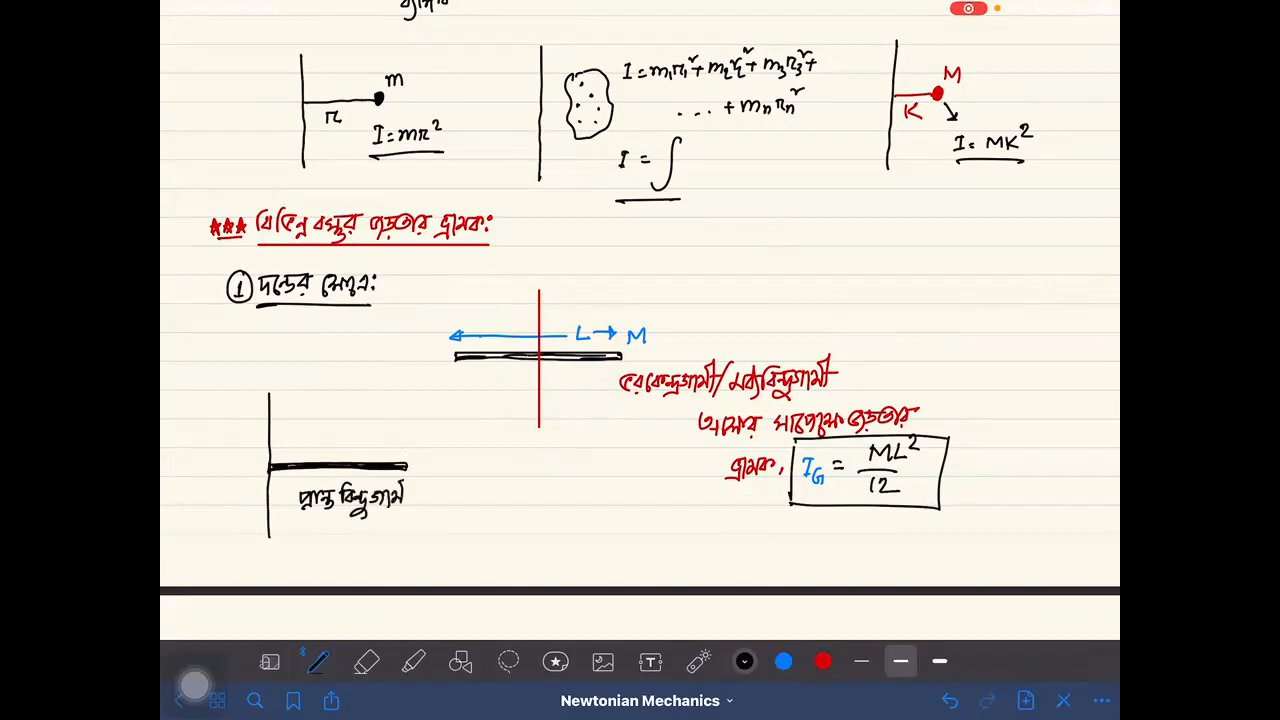 m
r
I = mr²
I = m₁r₁² + m₂r₂² + m₃r₃² +
... + mₙrₙ²
I = ∫
M
K
I = MK²
*** বিভিন্ন বস্তুর জড়তার ভ্রামক:
① দন্ডের ক্ষেত্রে:
L → M
ভরকেন্দ্রগামী/মধ্যবিন্দুগামী
অক্ষের সাপেক্ষে জড়তার
ভ্রামক, I_G = ML²/12
প্রান্ত বিন্দুগামী
Newtonian Mechanics